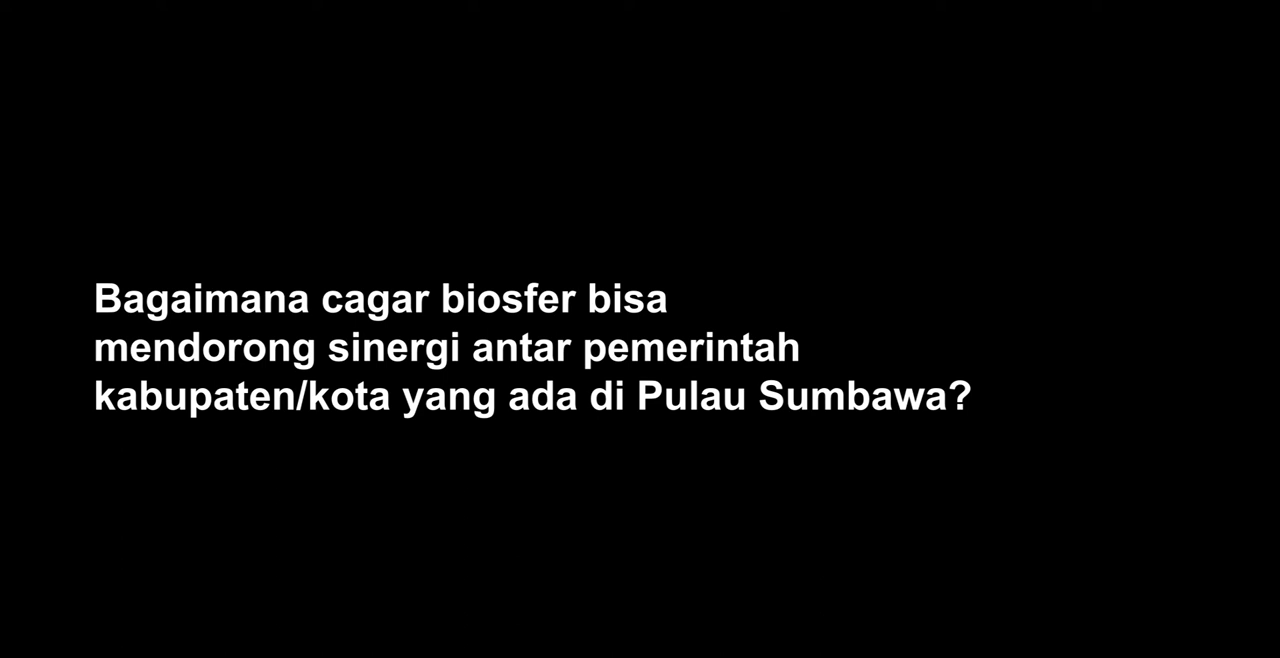 Bagaimana cagar biosfer bisa
mendorong sinergi antar pemerintah
kabupaten/kota yang ada di Pulau Sumbawa?